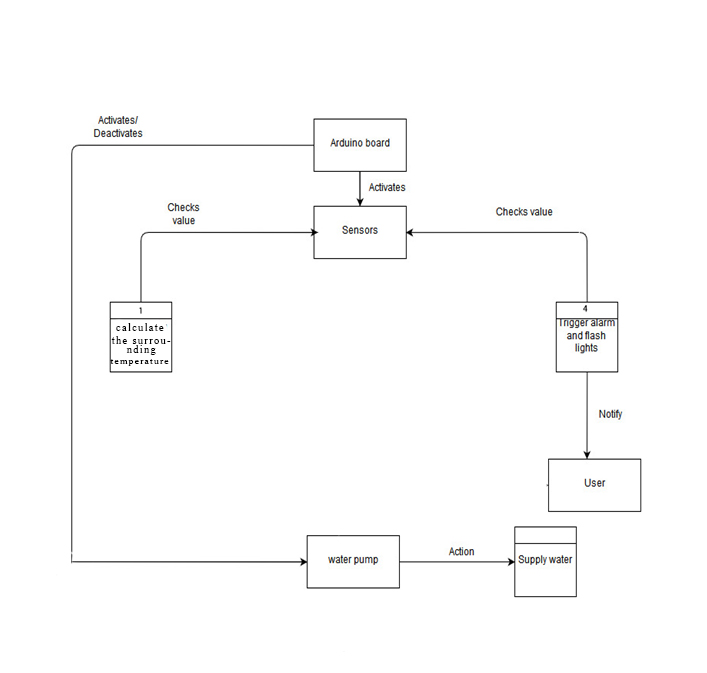 Activates/
Deactivates
Arduino board
Activates
Checks
value
Checks value
Sensors
1
calculate
the surrou-
nding
temperature
4
Trigger alarm
and flash
lights
Notify
User
water pump
Action
Supply water